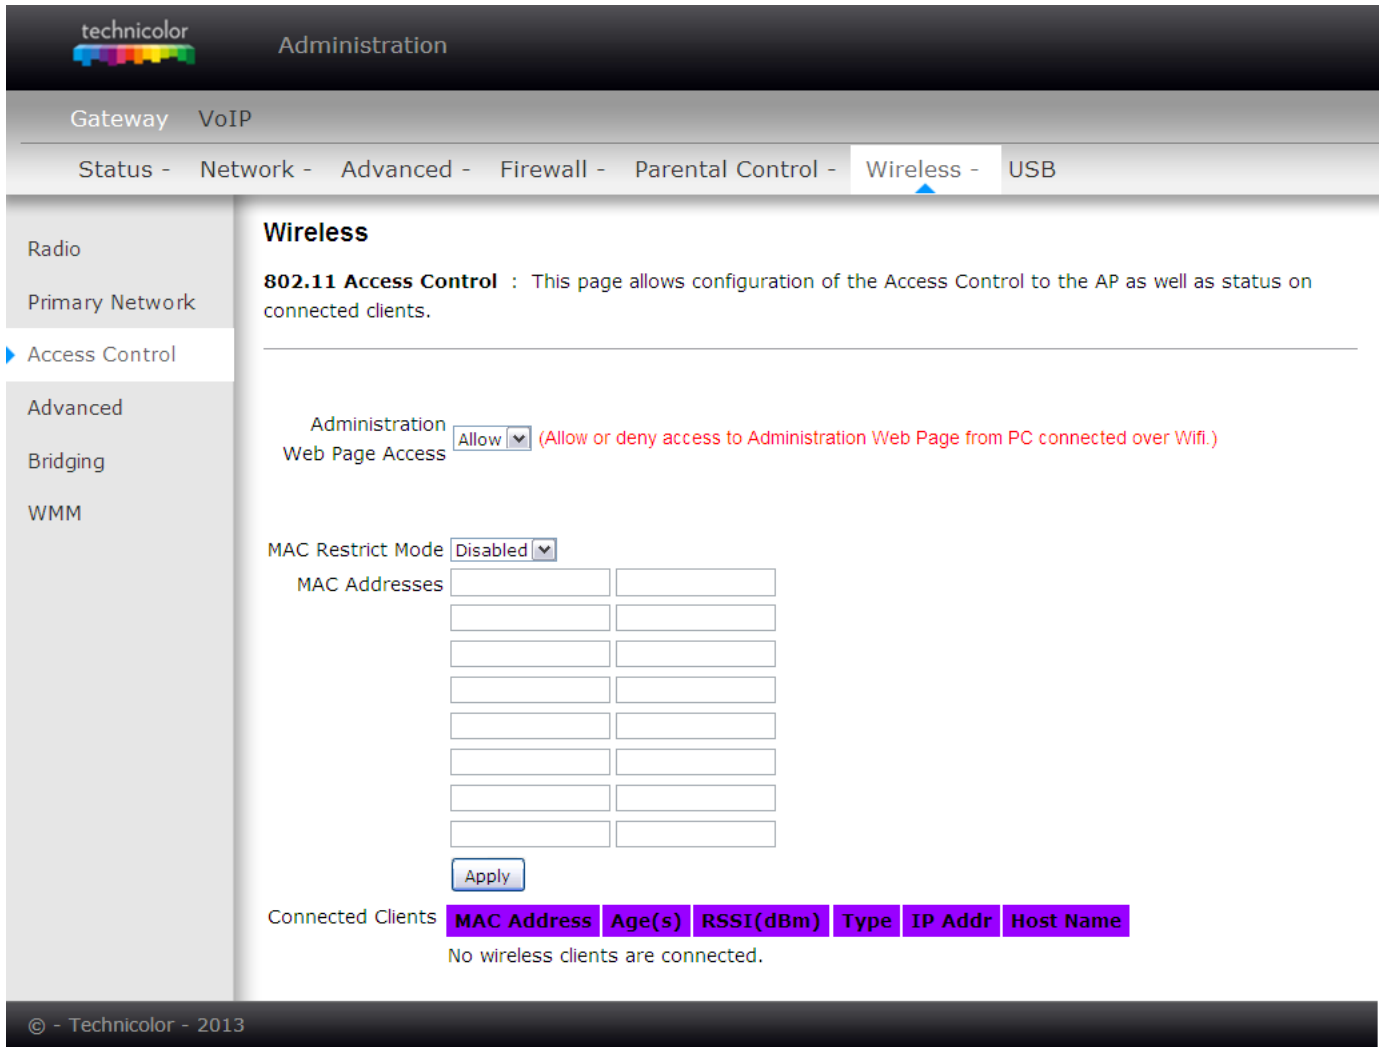 technicolor
Administration
Gateway VoIP
Status - Network - Advanced - Firewall - Parental Control - Wireless - USB
Radio
Primary Network
Access Control
Advanced
Bridging
WMM
Wireless
802.11 Access Control : This page allows configuration of the Access Control to the AP as well as status on
connected clients.
Administration
Web Page Access Allow (Allow or deny access to Administration Web Page from PC connected over Wifi.)
MAC Restrict Mode Disabled
MAC Addresses
Apply
Connected Clients MAC Address Age(s) RSSI(dBm) Type IP Addr Host Name
No wireless clients are connected.
© - Technicolor - 2013